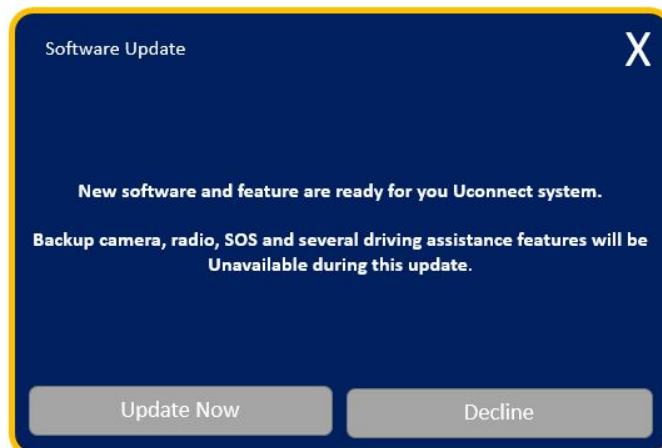 Software Update
X
New software and feature are ready for you Uconnect system.
Backup camera, radio, SOS and several driving assistance features will be
Unavailable during this update.
Update Now
Decline